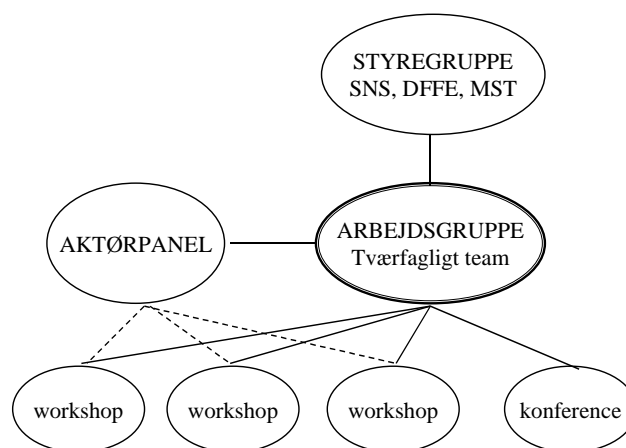 STYREGRUPPE
SNS, DFFE, MST
AKTØRPANEL
ARBEJDSGRUPPE
Tværfagligt team
workshop
workshop
workshop
konference